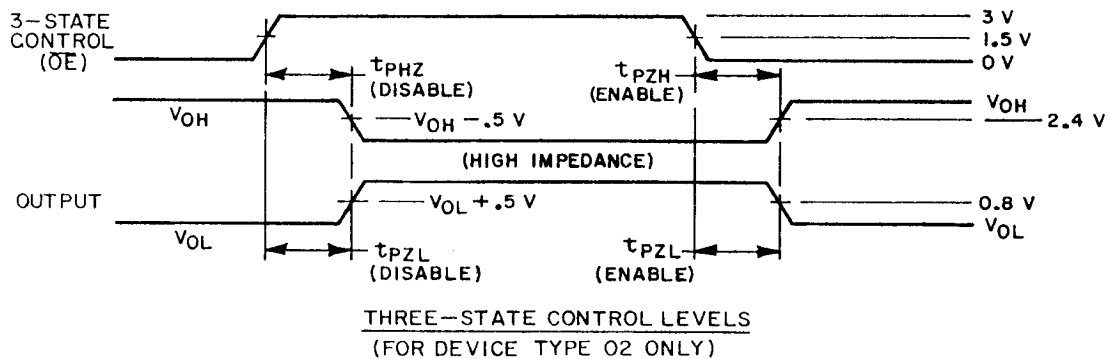 3-STATE
CONTROL
(OE)
3 V
1.5 V
0 V
tPHZ
(DISABLE)
tPZH
(ENABLE)
VOH
VOH -.5 V
VOH
2.4 V
(HIGH IMPEDANCE)
OUTPUT
VOL +.5 V
0.8 V
VOL
VOL
tPZL
(DISABLE)
tPZL
(ENABLE)
THREE-STATE CONTROL LEVELS
(FOR DEVICE TYPE 02 ONLY)